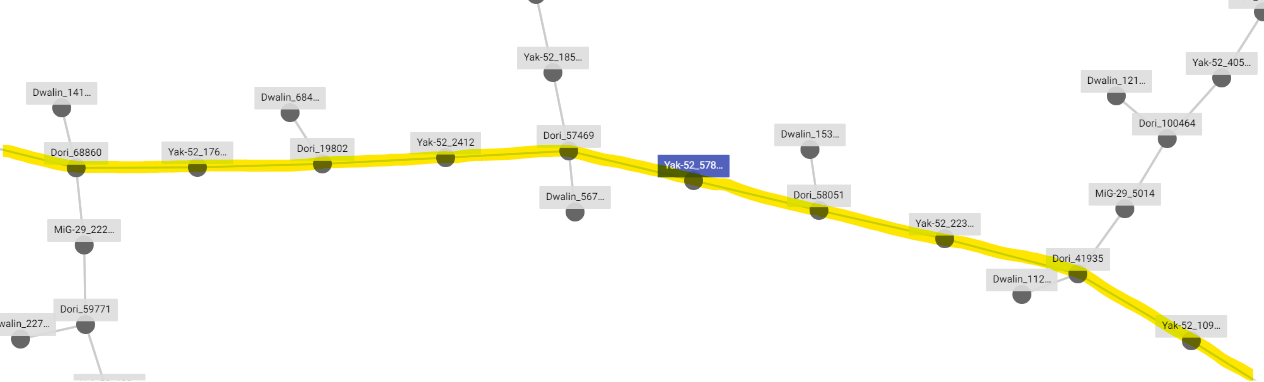 Yak-52_185...
Yak-52_405...
Dwalin_141...
Dwalin_684...
Dwalin_121...
Dori_100464
Dori_68860
Yak-52_176...
Dori_19802
Yak-52_2412
Dori_57469
Dwalin_153...
Yak-52_578...
Dwalin_567...
Dori_58051
MiG-29_5014
MiG-29_222...
Yak-52_223...
Dori_41935
Dwalin_112...
Dori_59771
walin_227...
Yak-52_109...